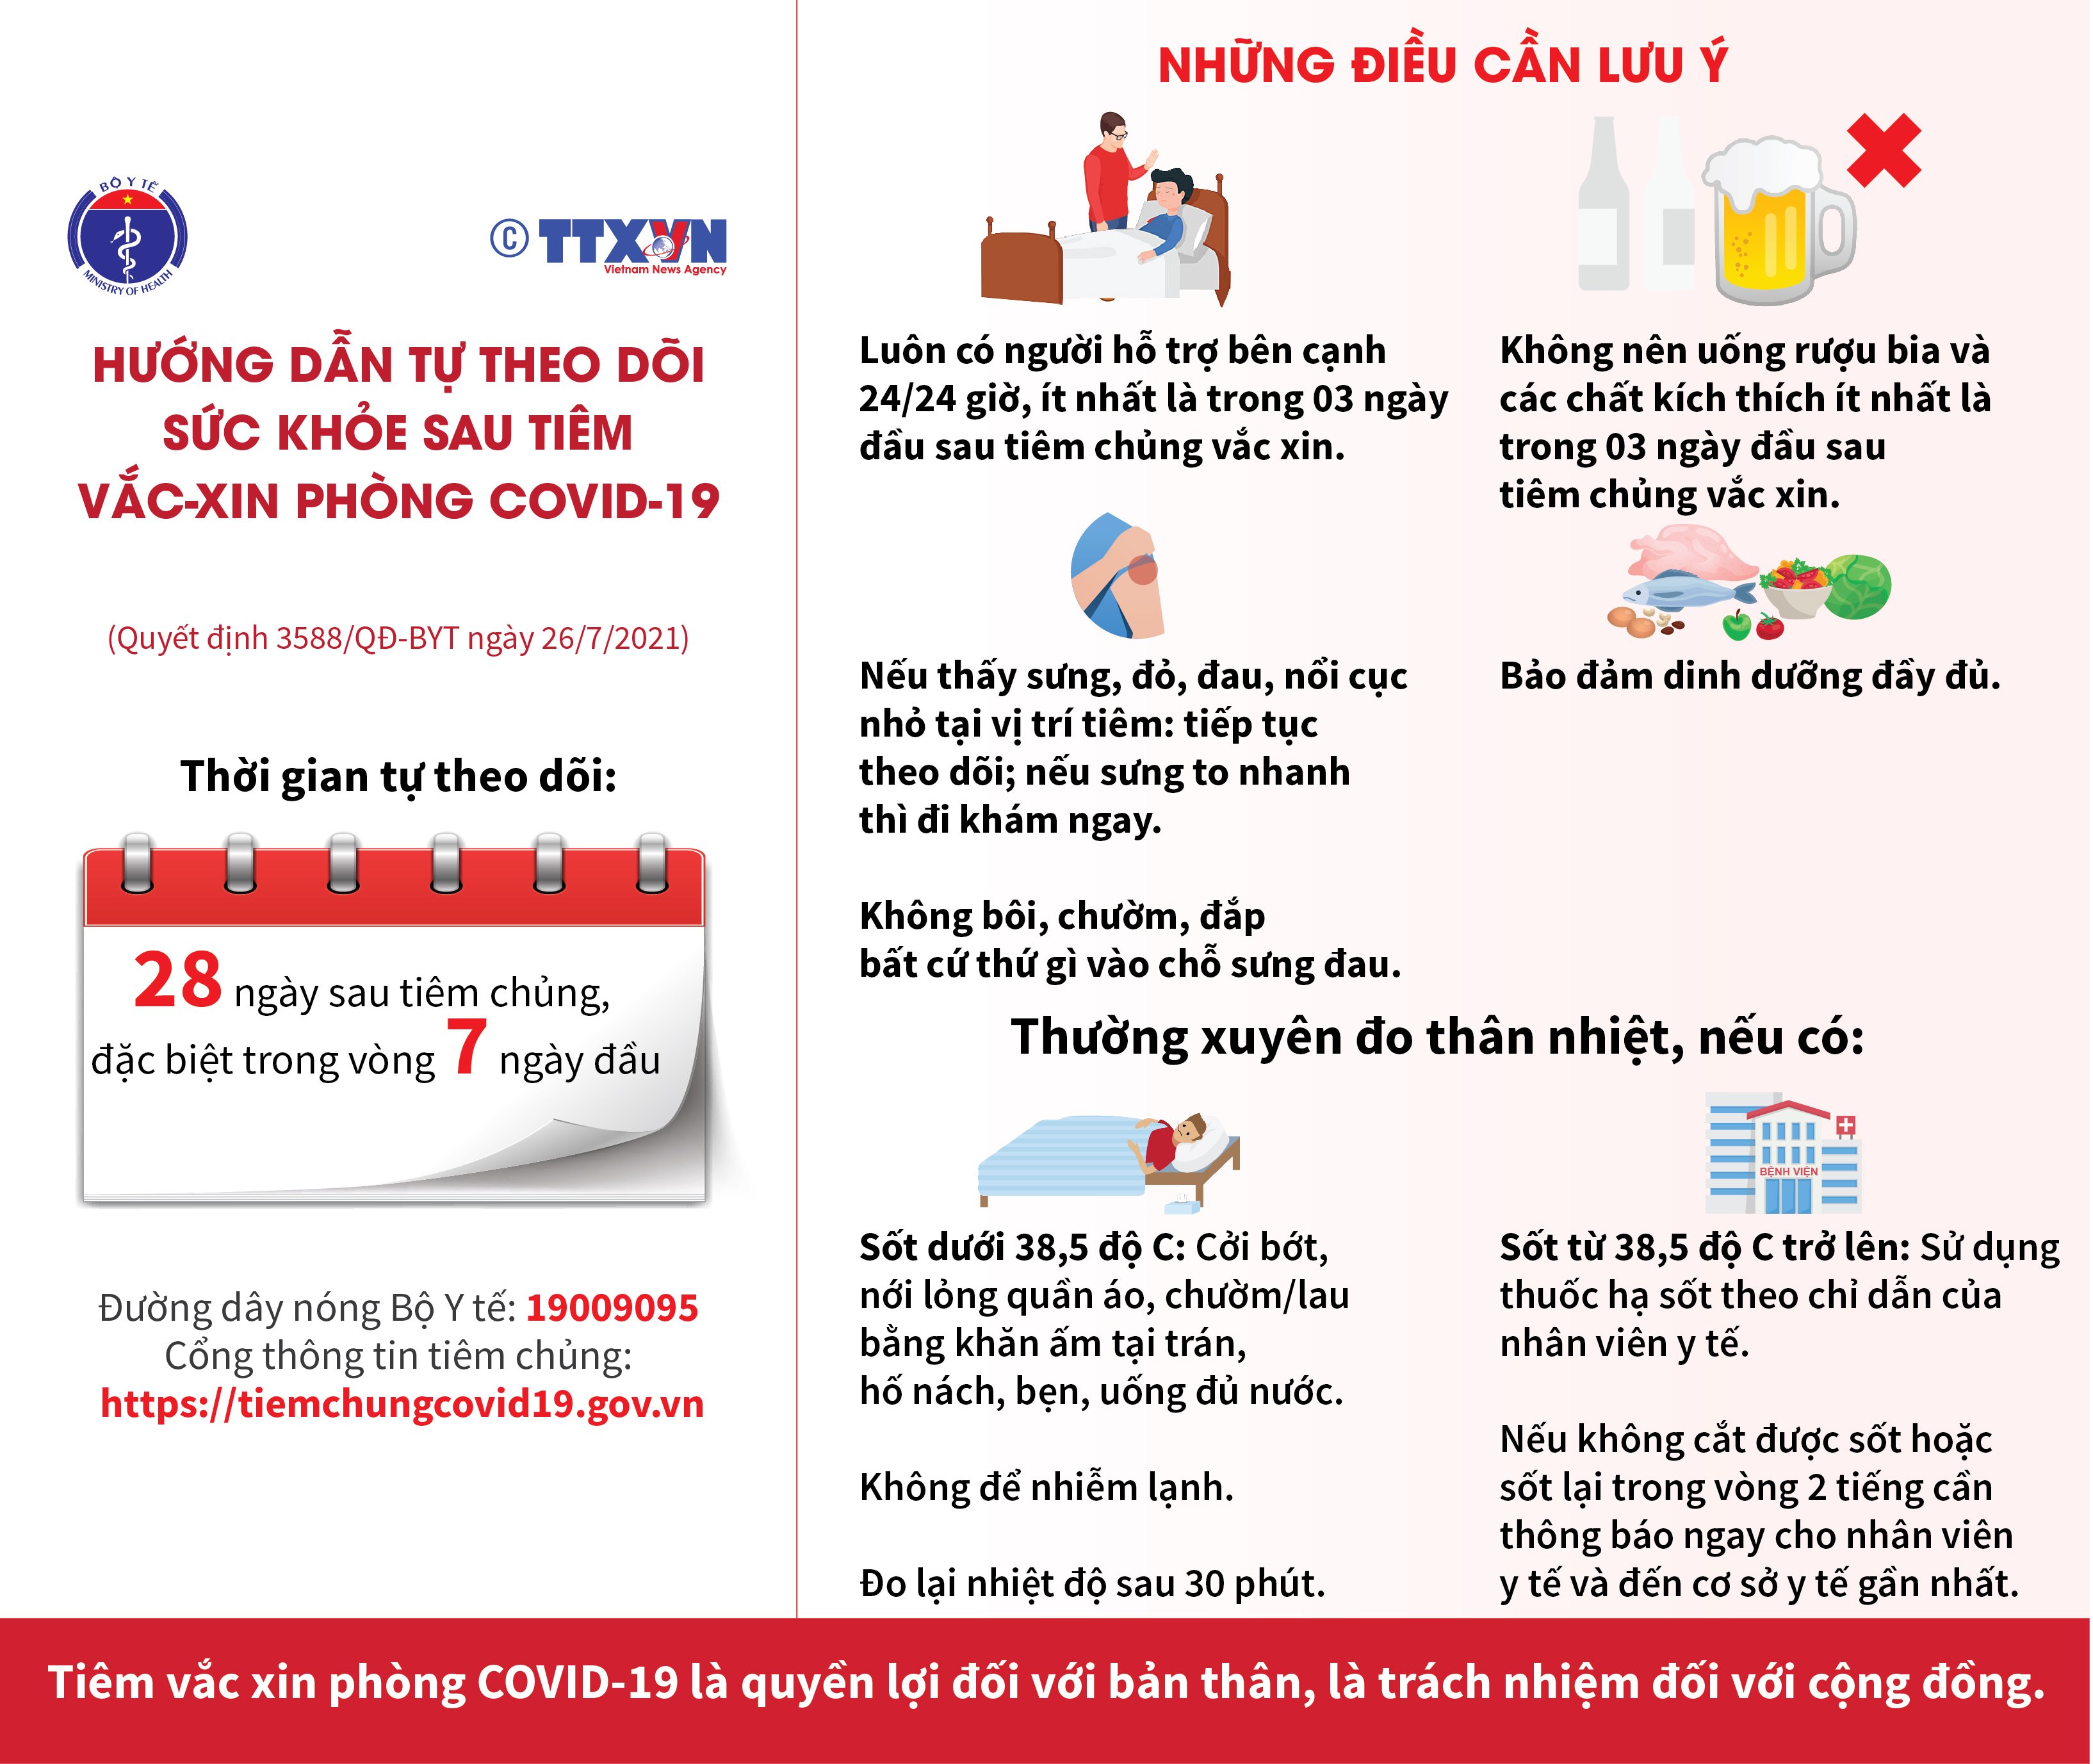 BỘ Y TẾ
MINISTRY OF HEALTH
© TTXVN
Vietnam News Agency
HƯỚNG DẪN TỰ THEO DÕI
SỨC KHỎE SAU TIÊM
VẮC-XIN PHÒNG COVID-19
(Quyết định 3588/QĐ-BYT ngày 26/7/2021)
Thời gian tự theo dõi:
28 ngày sau tiêm chủng,
đặc biệt trong vòng 7 ngày đầu
Đường dây nóng Bộ Y tế: 19009095
Cổng thông tin tiêm chủng:
https://tiemchungcovid19.gov.vn
NHỮNG ĐIỀU CẦN LƯU Ý
Luôn có người hỗ trợ bên cạnh
24/24 giờ, ít nhất là trong 03 ngày
đầu sau tiêm chủng vắc xin.
Không nên uống rượu bia và
các chất kích thích ít nhất là
trong 03 ngày đầu sau
tiêm chủng vắc xin.
Nếu thấy sưng, đỏ, đau, nổi cục
nhỏ tại vị trí tiêm: tiếp tục
theo dõi; nếu sưng to nhanh
thì đi khám ngay.
Không bôi, chườm, đắp
bất cứ thứ gì vào chỗ sưng đau.
Bảo đảm dinh dưỡng đầy đủ.
Thường xuyên đo thân nhiệt, nếu có:
Sốt dưới 38,5 độ C: Cởi bớt,
nới lỏng quần áo, chườm/lau
bằng khăn ấm tại trán,
hố nách, bẹn, uống đủ nước.
Không để nhiễm lạnh.
Đo lại nhiệt độ sau 30 phút.
BỆNH VIỆN
Sốt từ 38,5 độ C trở lên: Sử dụng
thuốc hạ sốt theo chỉ dẫn của
nhân viên y tế.
Nếu không cắt được sốt hoặc
sốt lại trong vòng 2 tiếng cần
thông báo ngay cho nhân viên
y tế và đến cơ sở y tế gần nhất.
Tiêm vắc xin phòng COVID-19 là quyền lợi đối với bản thân, là trách nhiệm đối với cộng đồng.